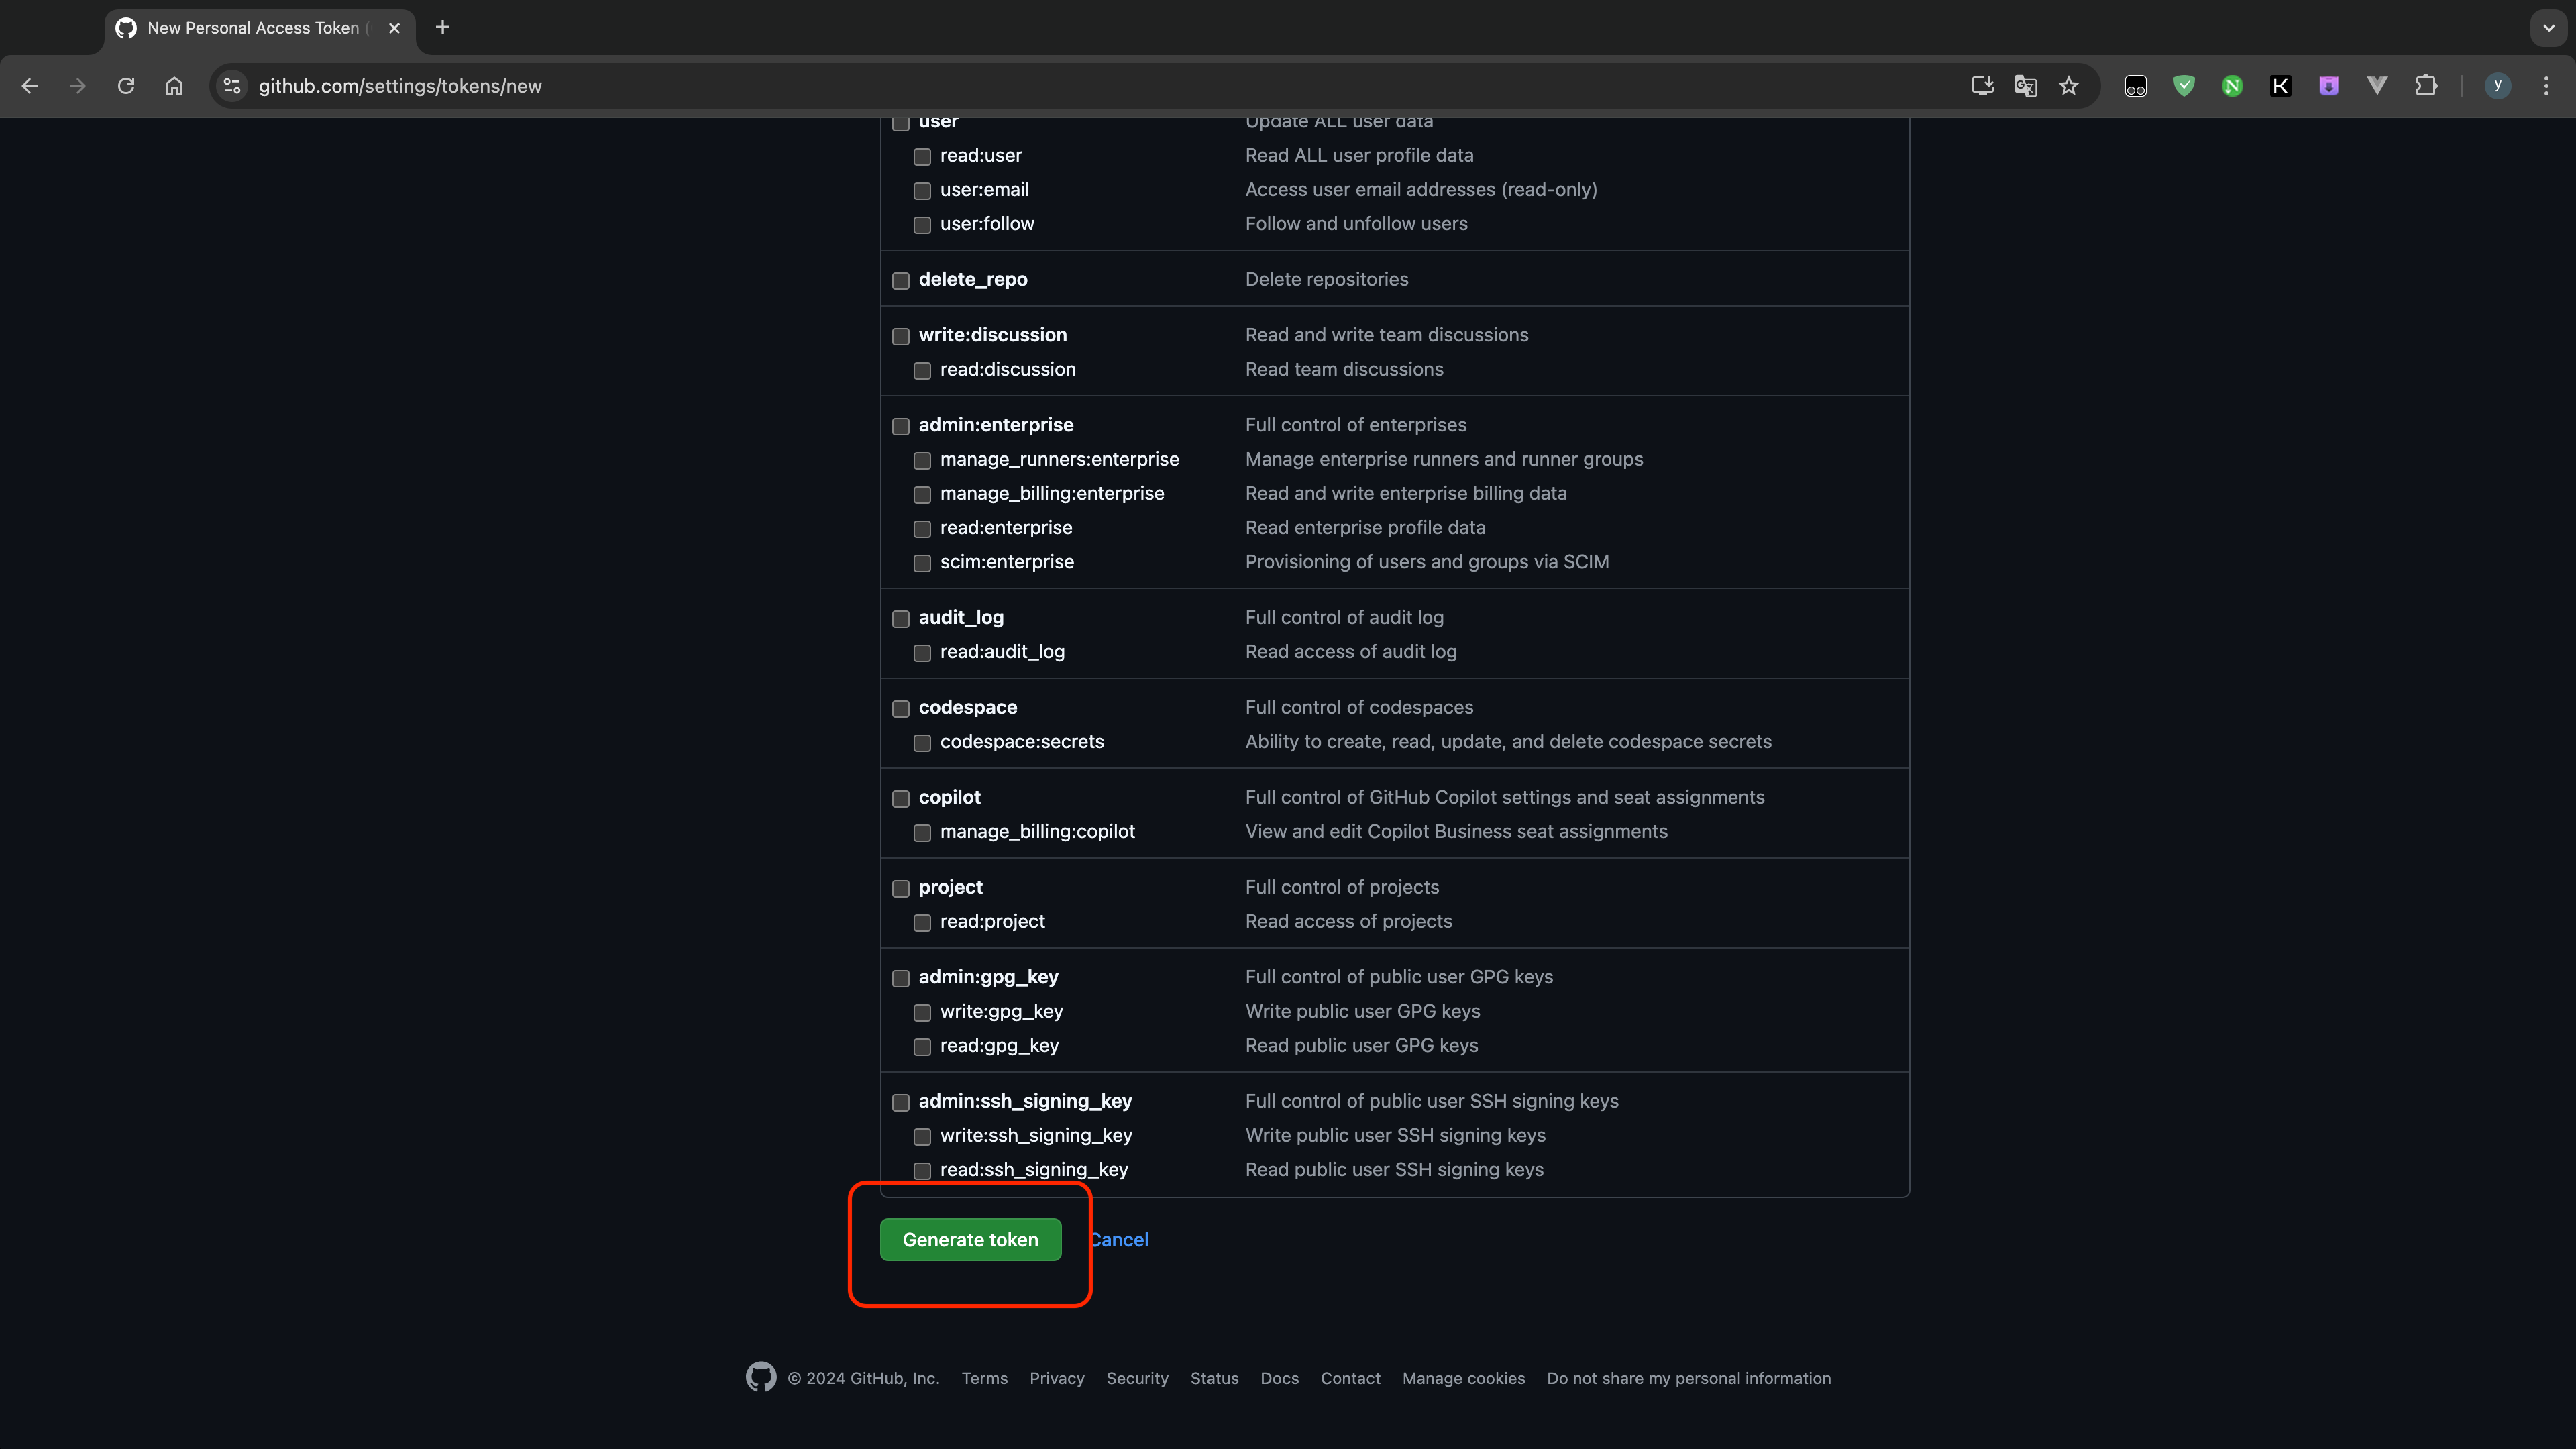 New Personal Access Token (
github.com/settings/tokens/new
y
user Update ALL user data
read:user Read ALL user profile data
user:email Access user email addresses (read-only)
user:follow Follow and unfollow users
delete_repo Delete repositories
write:discussion Read and write team discussions
read:discussion Read team discussions
admin:enterprise Full control of enterprises
manage_runners:enterprise Manage enterprise runners and runner groups
manage_billing:enterprise Read and write enterprise billing data
read:enterprise Read enterprise profile data
scim:enterprise Provisioning of users and groups via SCIM
audit_log Full control of audit log
read:audit_log Read access of audit log
codespace Full control of codespaces
codespace:secrets Ability to create, read, update, and delete codespace secrets
copilot Full control of GitHub Copilot settings and seat assignments
manage_billing:copilot View and edit Copilot Business seat assignments
project Full control of projects
read:project Read access of projects
admin:gpg_key Full control of public user GPG keys
write:gpg_key Write public user GPG keys
read:gpg_key Read public user GPG keys
admin:ssh_signing_key Full control of public user SSH signing keys
write:ssh_signing_key Write public user SSH signing keys
read:ssh_signing_key Read public user SSH signing keys
Generate token Cancel
© 2024 GitHub, Inc. Terms Privacy Security Status Docs Contact Manage cookies Do not share my personal information